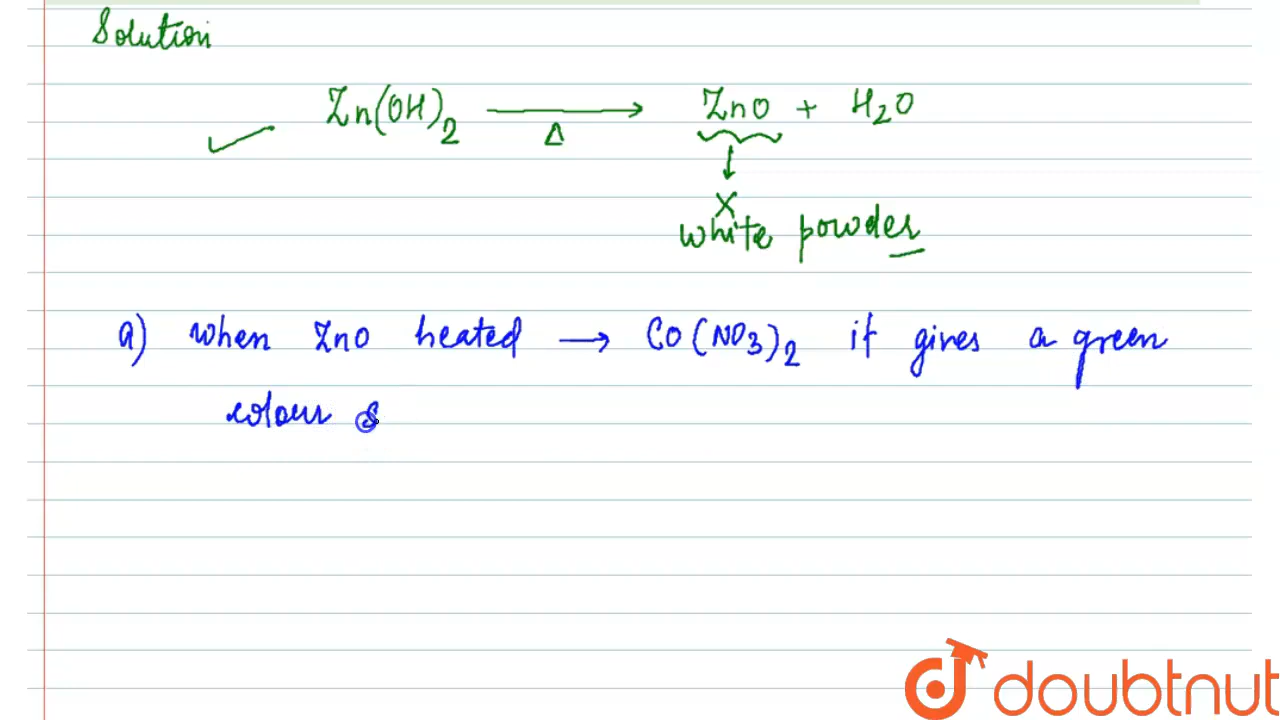 Solution
Zn(OH)2 ⟶ ZnO + H2O
Δ
X
white powder
a) when ZnO heated → Co(NO3)2 it gives a green
colour s
doubtnut